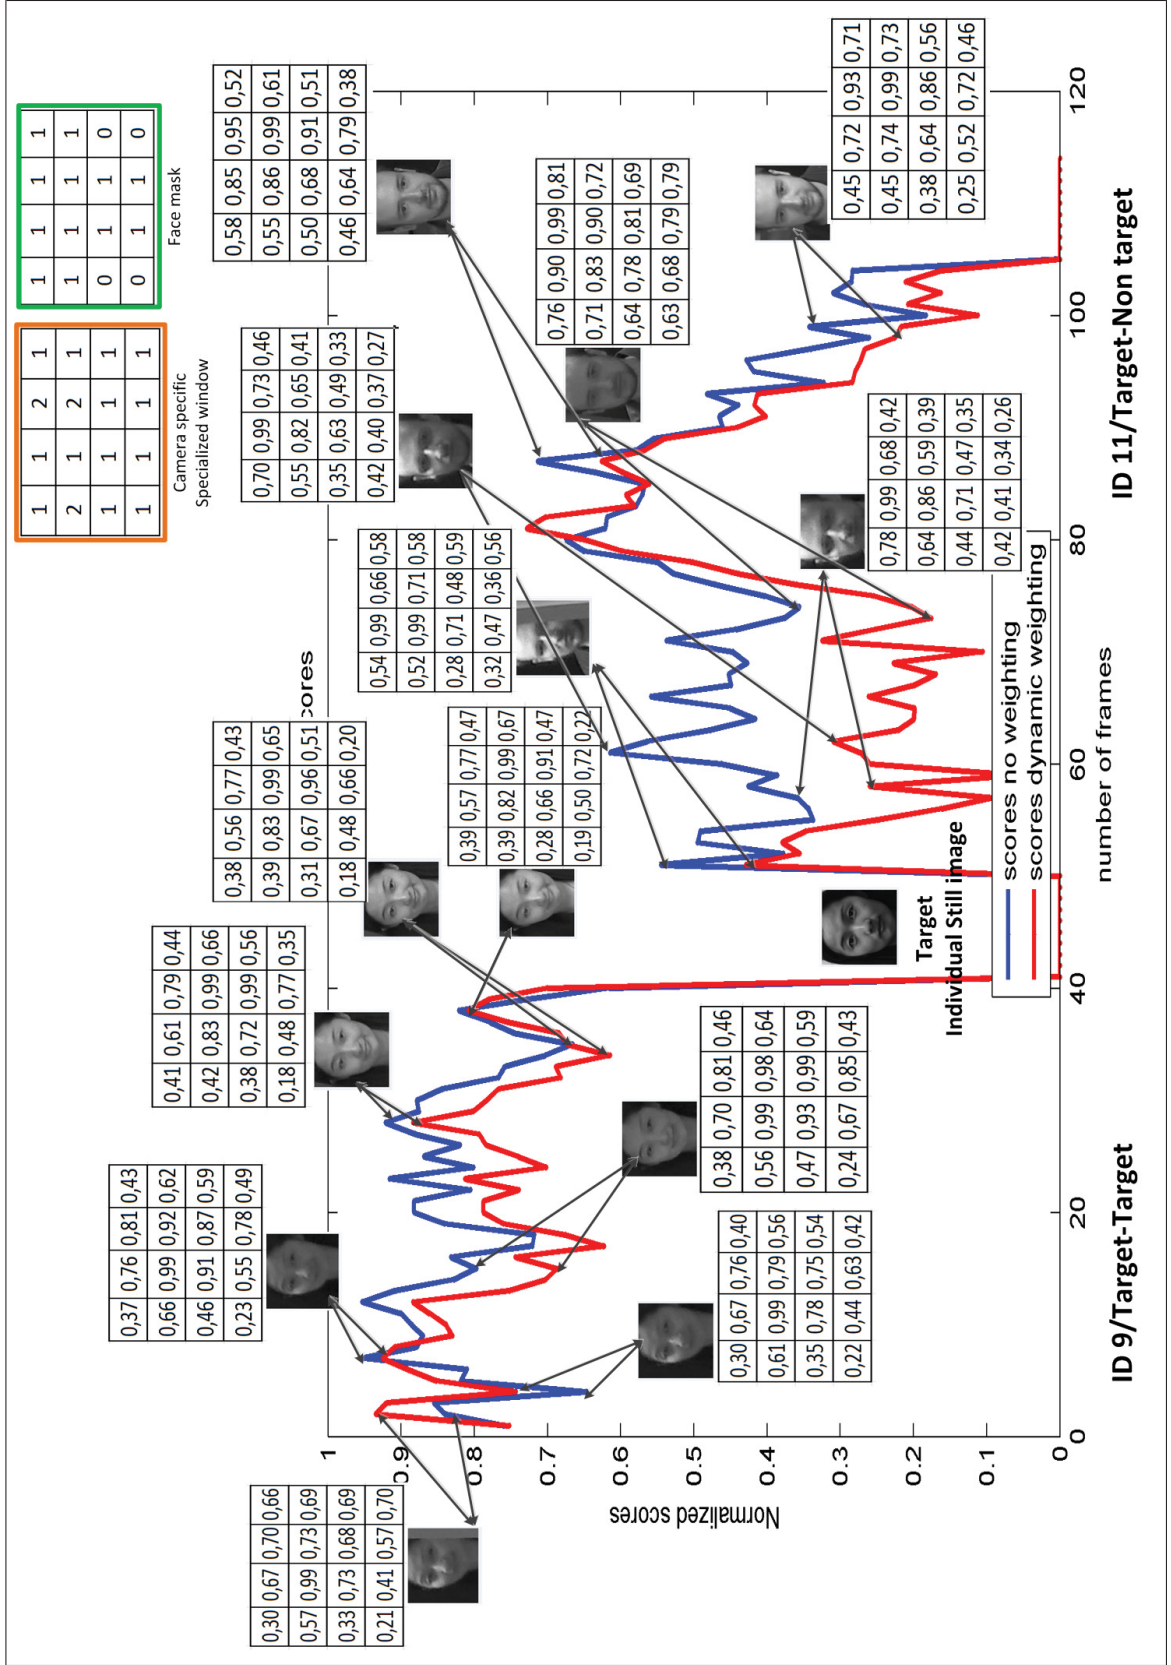 1 1 2 1
2 1 2 1
1 1 1 1
1 1 1 1
Camera specific
Specialized window
1 1 1 1
1 1 1 1
0 1 1 0
0 1 1 0
Face mask
0,37 0,76 0,81 0,43
0,66 0,99 0,92 0,62
0,46 0,91 0,87 0,59
0,23 0,55 0,78 0,49
0,41 0,61 0,79 0,44
0,42 0,83 0,99 0,66
0,38 0,72 0,99 0,56
0,18 0,48 0,77 0,35
0,38 0,56 0,77 0,43
0,39 0,83 0,99 0,65
0,31 0,67 0,96 0,51
0,18 0,48 0,66 0,20
0,70 0,99 0,73 0,46
0,55 0,82 0,65 0,41
0,35 0,63 0,49 0,33
0,42 0,40 0,37 0,27
0,58 0,85 0,95 0,52
0,55 0,86 0,99 0,61
0,50 0,68 0,91 0,51
0,46 0,64 0,79 0,38
0,30 0,67 0,70 0,66
0,57 0,99 0,73 0,69
0,33 0,73 0,68 0,69
0,21 0,41 0,57 0,70
cores
0,54 0,99 0,66 0,58
0,52 0,99 0,71 0,58
0,28 0,71 0,48 0,59
0,32 0,47 0,36 0,56
0,39 0,57 0,77 0,47
0,39 0,82 0,99 0,67
0,28 0,66 0,91 0,47
0,19 0,50 0,72 0,22
0,76 0,90 0,99 0,81
0,71 0,83 0,90 0,72
0,64 0,78 0,81 0,69
0,63 0,68 0,79 0,79
0,38 0,70 0,81 0,46
0,56 0,99 0,98 0,64
0,47 0,93 0,99 0,59
0,24 0,67 0,85 0,43
0,30 0,67 0,76 0,40
0,61 0,99 0,79 0,56
0,35 0,78 0,75 0,54
0,22 0,44 0,63 0,42
0,45 0,72 0,93 0,71
0,45 0,74 0,99 0,73
0,38 0,64 0,86 0,56
0,25 0,52 0,72 0,46
0,78 0,99 0,68 0,42
0,64 0,86 0,59 0,39
0,44 0,71 0,47 0,35
0,42 0,41 0,34 0,26
Normalized scores
1
0.9
0.8
0.7
0.6
0.5
0.4
0.3
0.2
0.1
0
Target
Individual Still image
scores no weighting
scores dynamic weighting
0 20 40 60 80 100 120
number of frames
ID 9/Target-Target
ID 11/Target-Non target